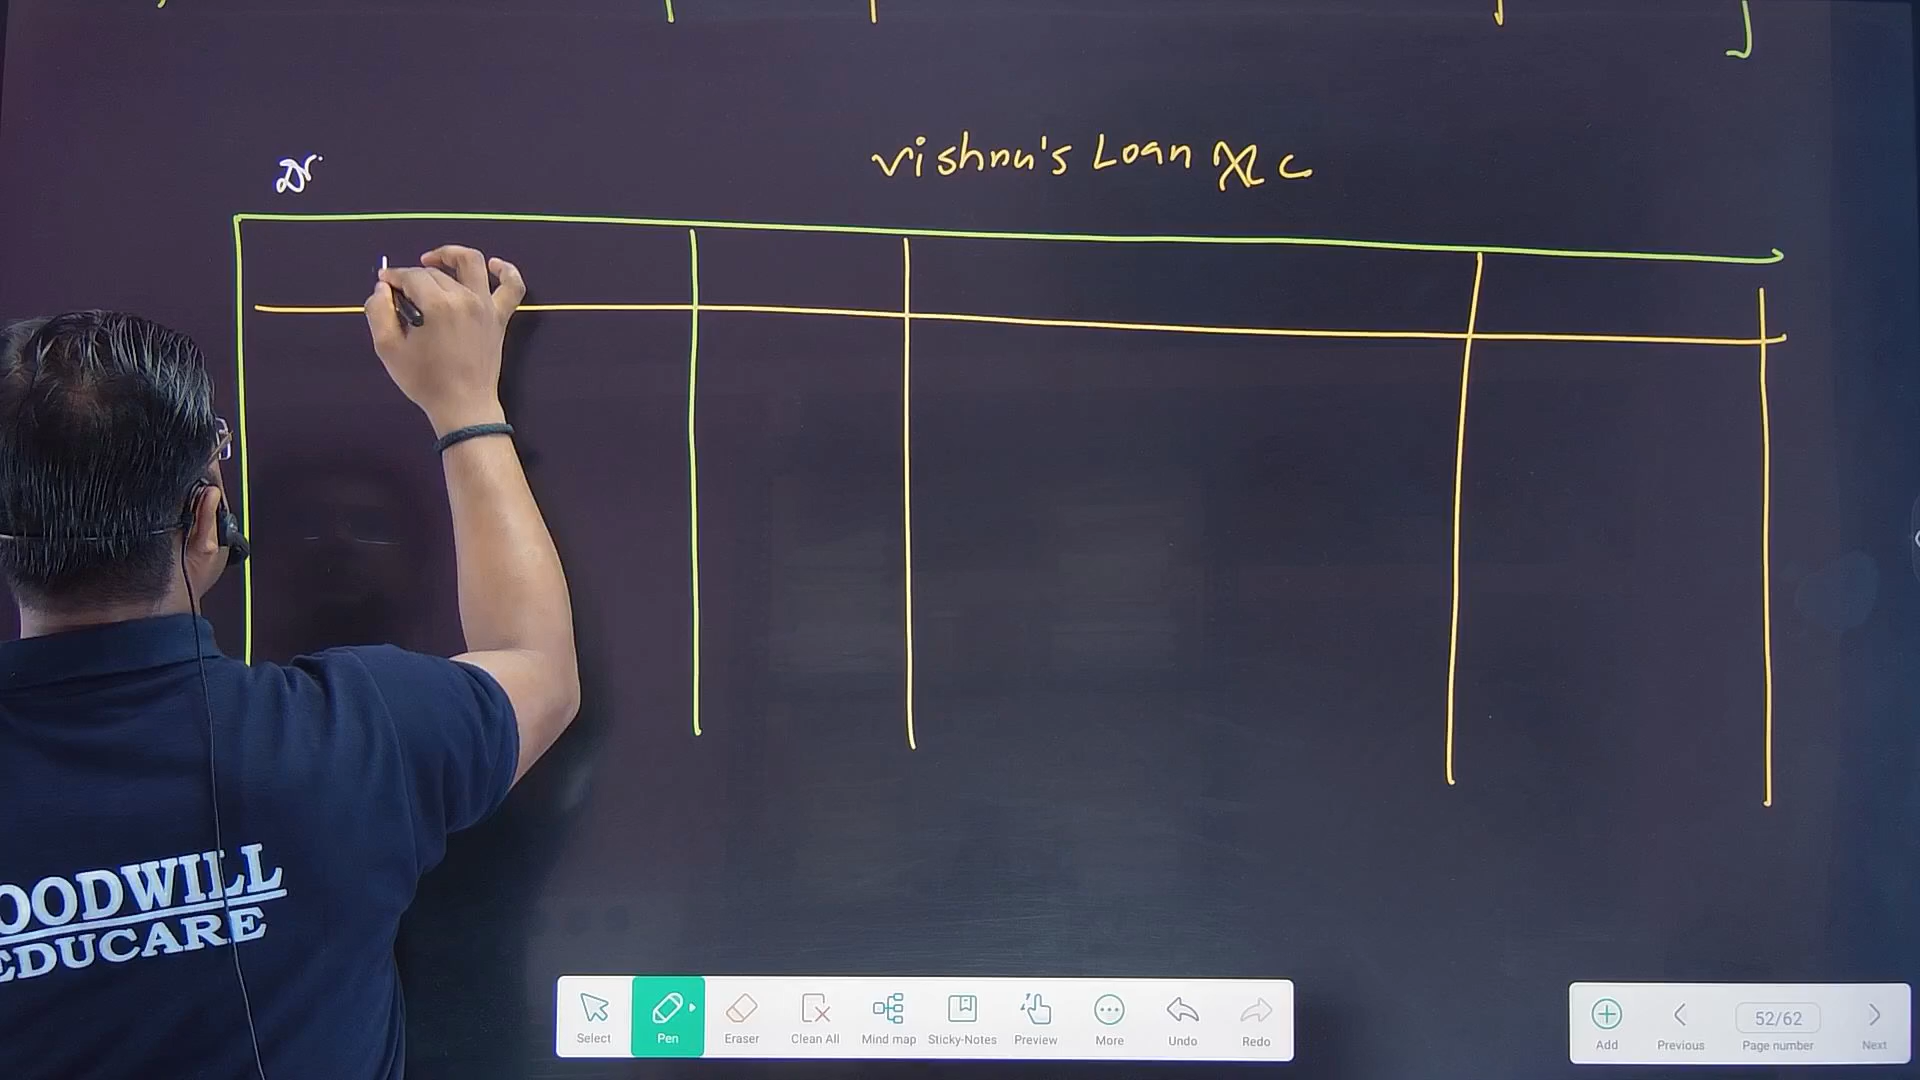 Dr.
Vishnu's Loan A/c
OODWILL
EDUCARE
Select
Pen
Eraser
Clean All
Mind map
Sticky-Notes
Preview
More
Undo
Redo
Add
Previous
52/62
Page number
Next